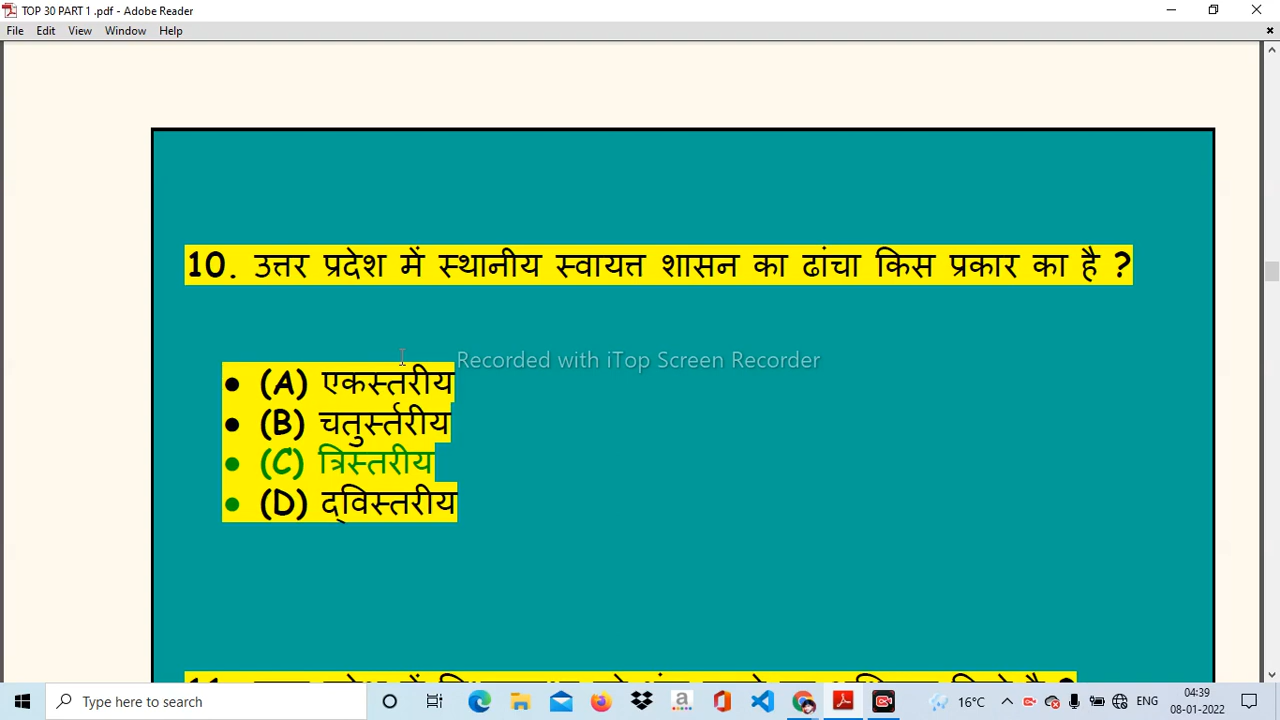 TOP 30 PART 1 .pdf - Adobe Reader
File Edit View Window Help
10. उत्तर प्रदेश में स्थानीय स्वायत्त शासन का ढांचा किस प्रकार का है ?
Recorded with iTop Screen Recorder
● (A) एकस्तरीय
● (B) चतुर्स्तरीय
● (C) त्रिस्तरीय
● (D) द्विस्तरीय
Type here to search
16°C
ENG
04:39
08-01-2022